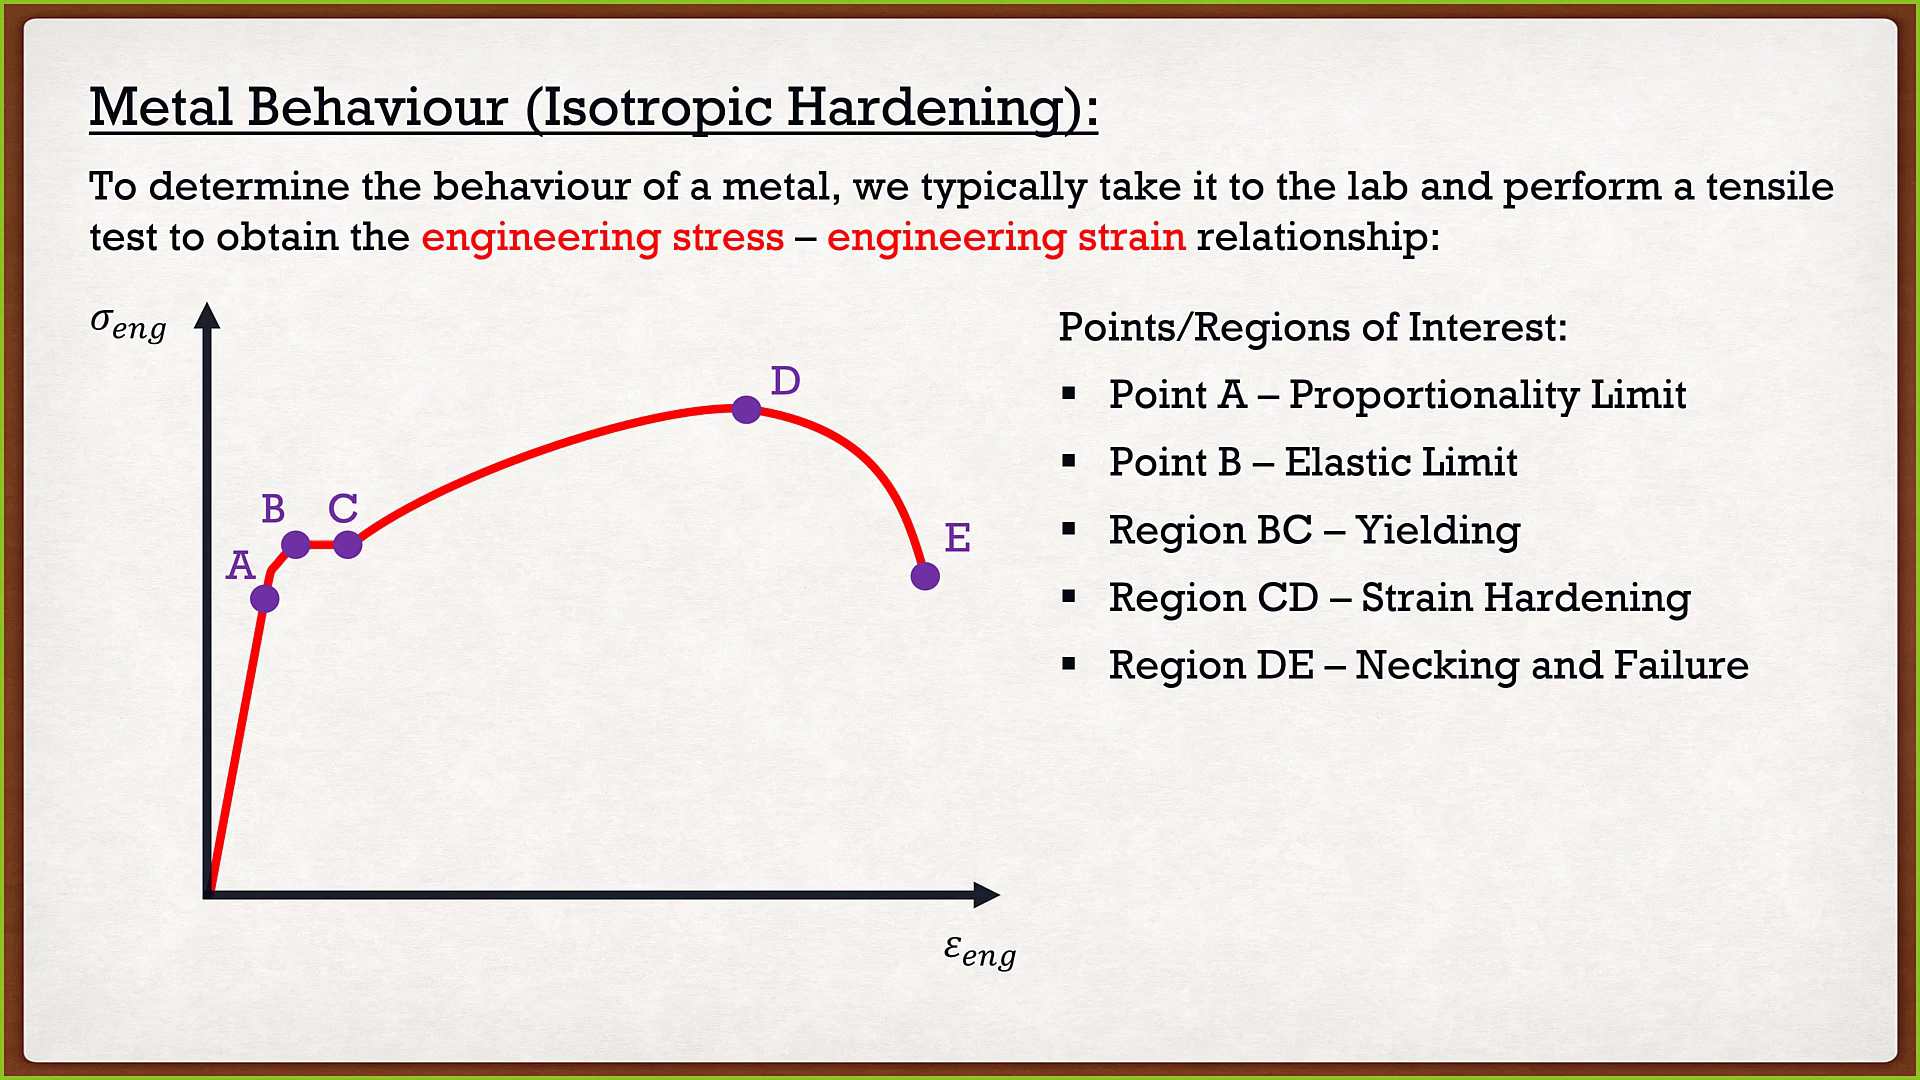 Metal Behaviour (Isotropic Hardening):
To determine the behaviour of a metal, we typically take it to the lab and perform a tensile
test to obtain the engineering stress – engineering strain relationship:
σeng
D
B C
E
A
εeng
Points/Regions of Interest:
▪ Point A – Proportionality Limit
▪ Point B – Elastic Limit
▪ Region BC – Yielding
▪ Region CD – Strain Hardening
▪ Region DE – Necking and Failure